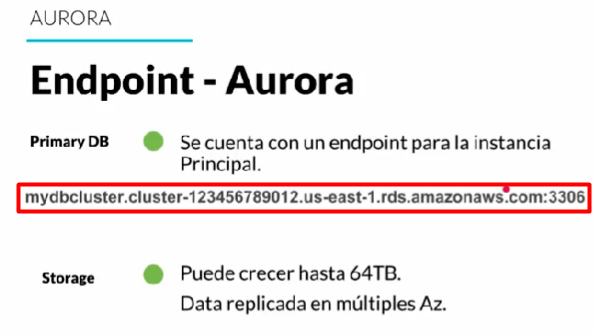 AURORA
Endpoint - Aurora
Primary DB
Se cuenta con un endpoint para la instancia
Principal.
mydbcluster.cluster-123456789012.us-east-1.rds.amazonaws.com:3306
Storage
Puede crecer hasta 64TB.
Data replicada en múltiples Az.